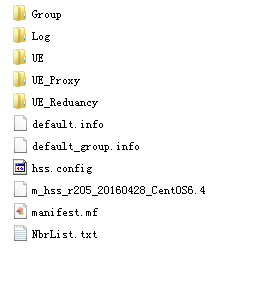 Group
Log
UE
UE_Proxy
UE_Reduancy
default.info
default_group.info
hss.config
m_hss_r205_20160428_CentOS6.4
manifest.mf
NbrList.txt